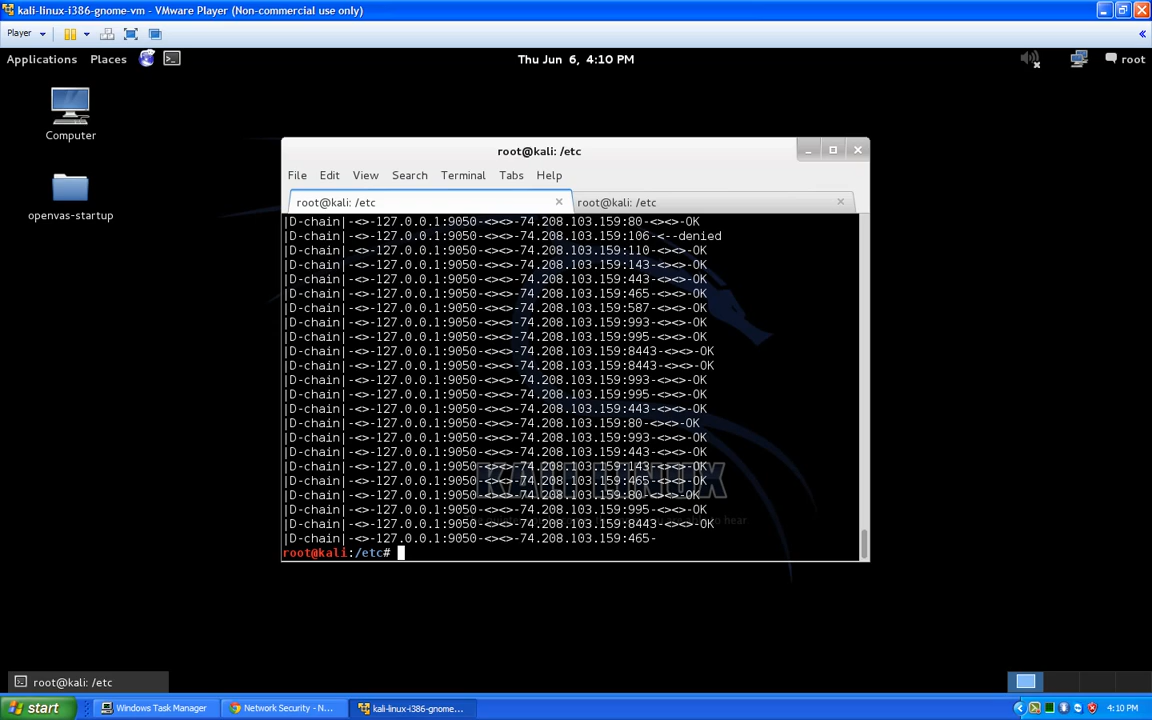 kali-linux-i386-gnome-vm - VMware Player (Non-commercial use only)
Player
Applications Places Thu Jun 6, 4:10 PM root
Computer
openvas-startup
root@kali: /etc
File Edit View Search Terminal Tabs Help
root@kali: /etc root@kali: /etc
|D-chain|-<>-127.0.0.1:9050-<><>-74.208.103.159:80-<><>-OK
|D-chain|-<>-127.0.0.1:9050-<><>-74.208.103.159:106-<--denied
|D-chain|-<>-127.0.0.1:9050-<><>-74.208.103.159:110-<><>-OK
|D-chain|-<>-127.0.0.1:9050-<><>-74.208.103.159:143-<><>-OK
|D-chain|-<>-127.0.0.1:9050-<><>-74.208.103.159:443-<><>-OK
|D-chain|-<>-127.0.0.1:9050-<><>-74.208.103.159:465-<><>-OK
|D-chain|-<>-127.0.0.1:9050-<><>-74.208.103.159:587-<><>-OK
|D-chain|-<>-127.0.0.1:9050-<><>-74.208.103.159:993-<><>-OK
|D-chain|-<>-127.0.0.1:9050-<><>-74.208.103.159:995-<><>-OK
|D-chain|-<>-127.0.0.1:9050-<><>-74.208.103.159:8443-<><>-OK
|D-chain|-<>-127.0.0.1:9050-<><>-74.208.103.159:8443-<><>-OK
|D-chain|-<>-127.0.0.1:9050-<><>-74.208.103.159:993-<><>-OK
|D-chain|-<>-127.0.0.1:9050-<><>-74.208.103.159:995-<><>-OK
|D-chain|-<>-127.0.0.1:9050-<><>-74.208.103.159:443-<><>-OK
|D-chain|-<>-127.0.0.1:9050-<><>-74.208.103.159:80-<><>-OK
|D-chain|-<>-127.0.0.1:9050-<><>-74.208.103.159:993-<><>-OK
|D-chain|-<>-127.0.0.1:9050-<><>-74.208.103.159:443-<><>-OK
|D-chain|-<>-127.0.0.1:9050-<><>-74.208.103.159:143-<><>-OK
|D-chain|-<>-127.0.0.1:9050-<><>-74.208.103.159:465-<><>-OK
|D-chain|-<>-127.0.0.1:9050-<><>-74.208.103.159:80-<><>-OK
|D-chain|-<>-127.0.0.1:9050-<><>-74.208.103.159:995-<><>-OK
|D-chain|-<>-127.0.0.1:9050-<><>-74.208.103.159:8443-<><>-OK
|D-chain|-<>-127.0.0.1:9050-<><>-74.208.103.159:465-
root@kali:/etc#
KALI LINUX
hear
root@kali: /etc
start Windows Task Manager Network Security - N... kali-linux-i386-gnome... 4:10 PM